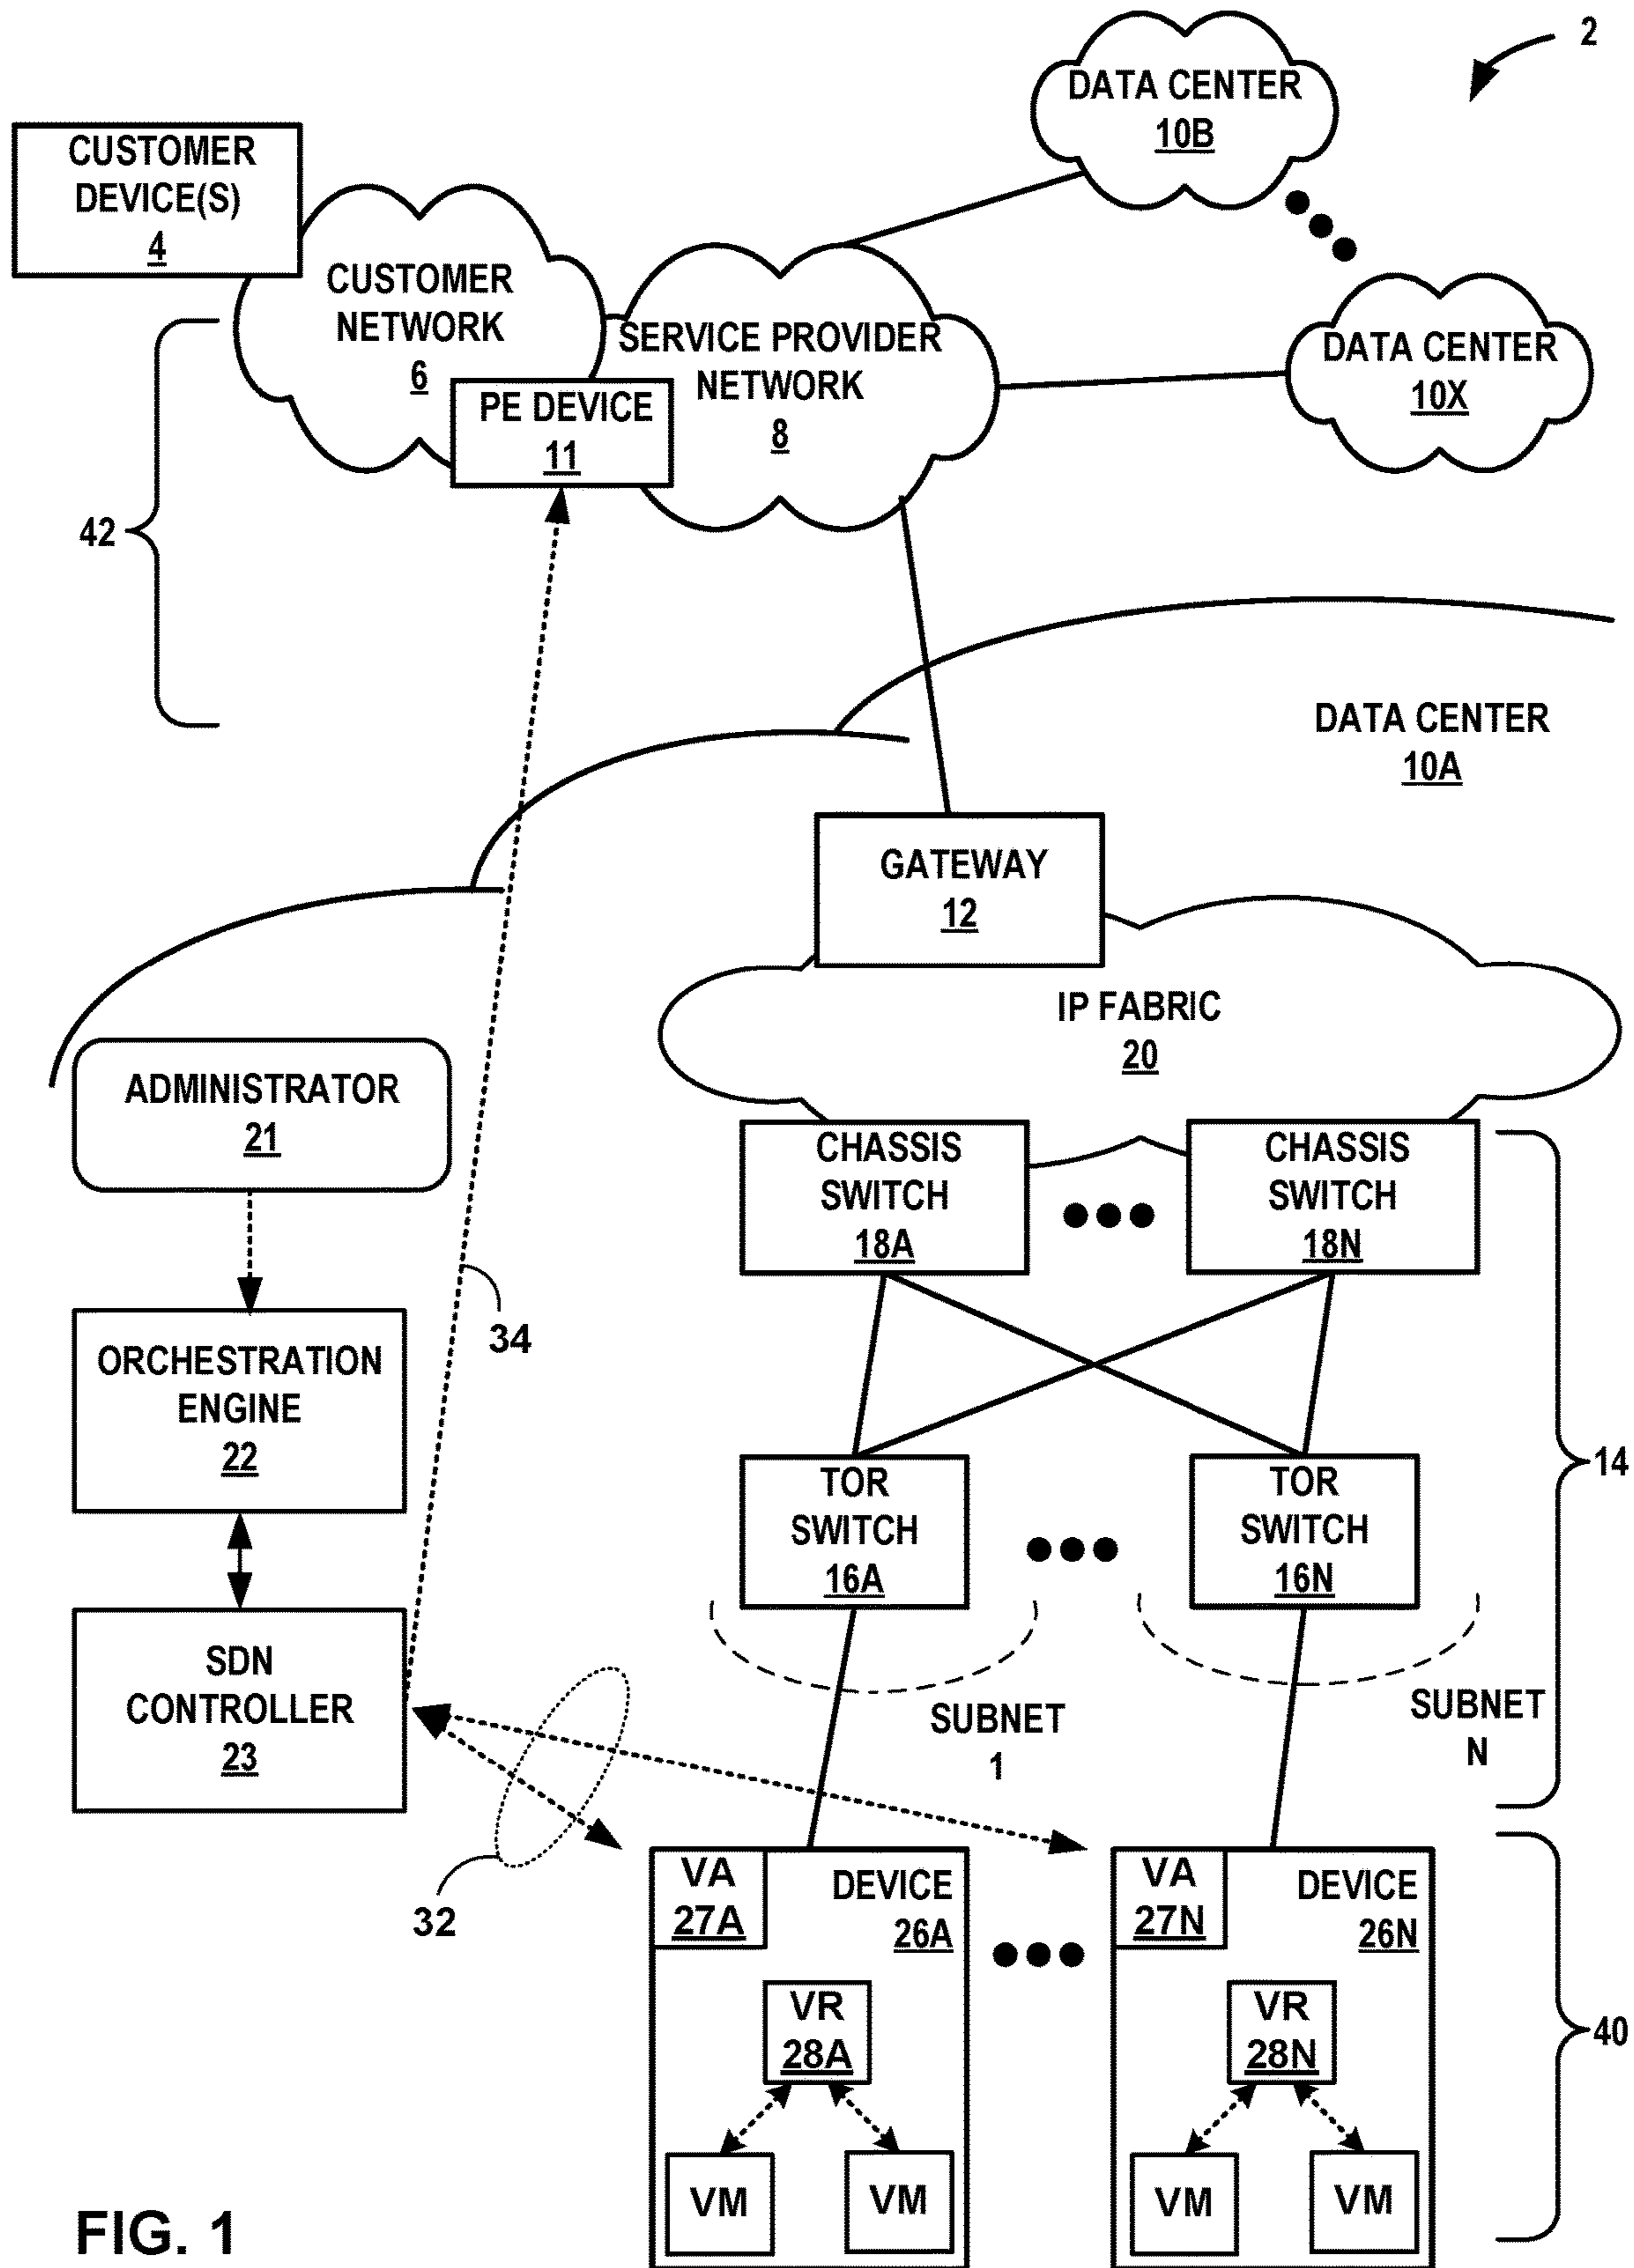 2
DATA CENTER
10B
CUSTOMER
DEVICE(S)
4
CUSTOMER
NETWORK
6
SERVICE PROVIDER
NETWORK
8
DATA CENTER
10X
PE DEVICE
11
42
DATA CENTER
10A
GATEWAY
12
IP FABRIC
20
ADMINISTRATOR
21
CHASSIS
SWITCH
18A
CHASSIS
SWITCH
18N
34
ORCHESTRATION
ENGINE
22
14
TOR
SWITCH
16A
TOR
SWITCH
16N
SDN
CONTROLLER
23
SUBNET
1
SUBNET
N
32
VA
27A
DEVICE
26A
VA
27N
DEVICE
26N
VR
28A
VR
28N
40
VM
VM
VM
VM
FIG. 1